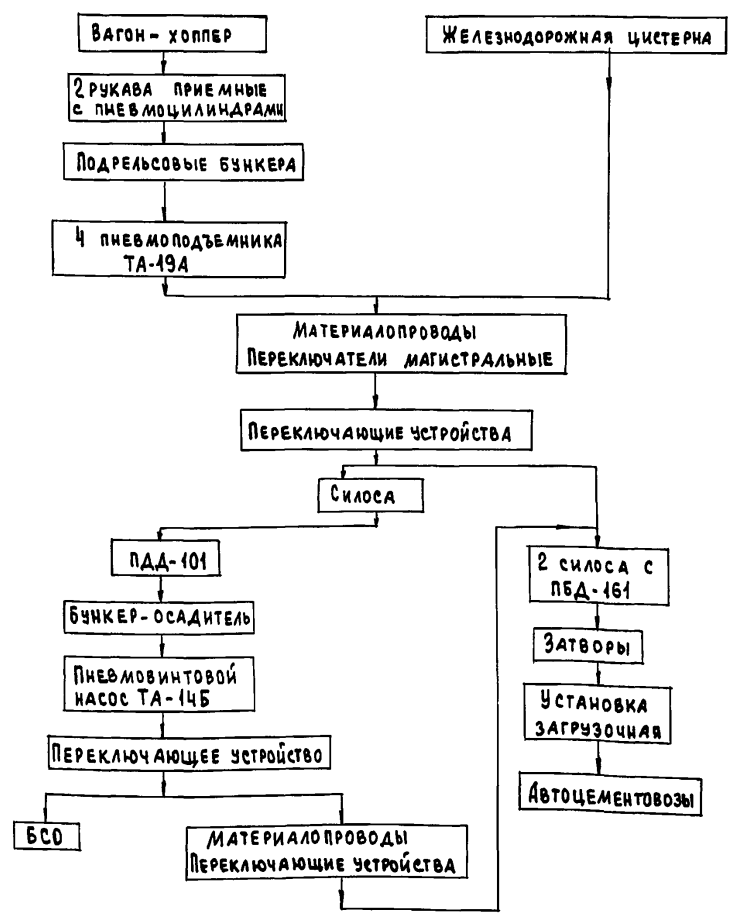 Вагон-хоппер
Железнодорожная цистерна
2 рукава приемные
с пневмоцилиндрами
Подрельсовые бункера
4 пневмоподъемника
ТА-19А
Материалопроводы
Переключатели магистральные
Переключающие устройства
Силоса
ПДД-101
2 силоса с
ПБД-161
Бункер-осадитель
Затворы
Пневмовинтовой
насос ТА-14Б
Установка
загрузочная
Переключающее устройство
Автоцементовозы
БСО
Материалопроводы
Переключающие устройства